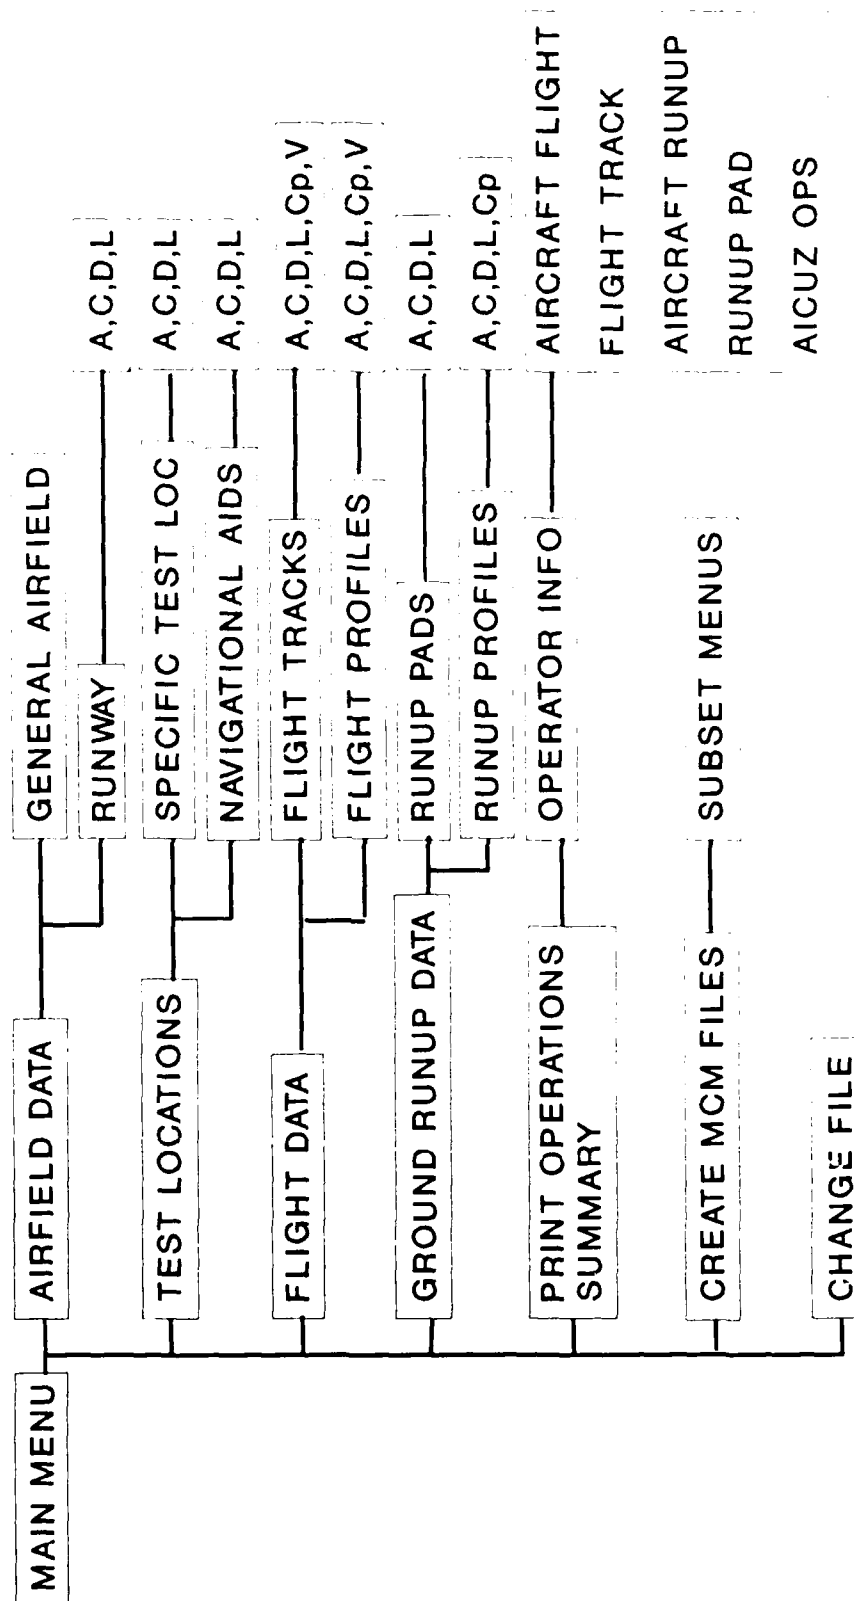 MAIN MENU
AIRFIELD DATA
GENERAL AIRFIELD
RUNWAY
A,C,D,L
TEST LOCATIONS
SPECIFIC TEST LOC
A,C,D,L
NAVIGATIONAL AIDS
A,C,D,L
FLIGHT DATA
FLIGHT TRACKS
A,C,D,L,Cp,V
FLIGHT PROFILES
A,C,D,L,Cp,V
GROUND RUNUP DATA
RUNUP PADS
A,C,D,L
RUNUP PROFILES
A,C,D,L,Cp
PRINT OPERATIONS
SUMMARY
OPERATOR INFO
AIRCRAFT FLIGHT
FLIGHT TRACK
AIRCRAFT RUNUP
RUNUP PAD
AICUZ OPS
CREATE MCM FILES
SUBSET MENUS
CHANGE FILE